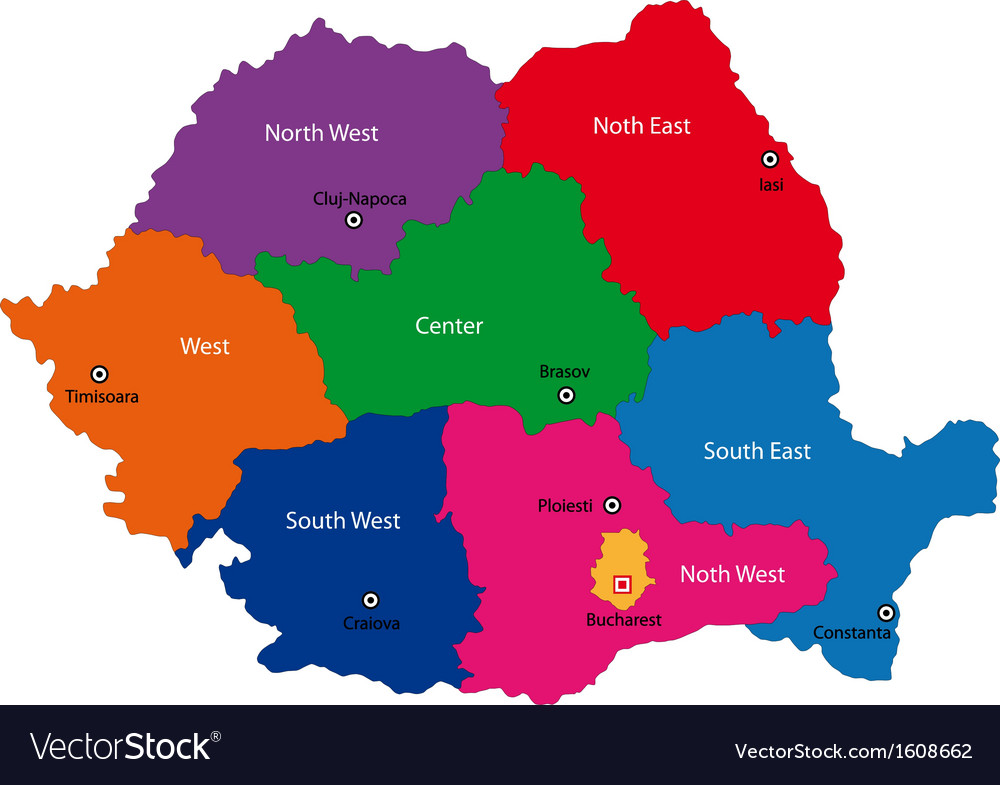 North West
Noth East
Iasi
Cluj-Napoca
Center
West
Brasov
Timisoara
South East
Ploiesti
South West
Noth West
Craiova
Bucharest
Constanta
VectorStock®
VectorStock.com/1608662